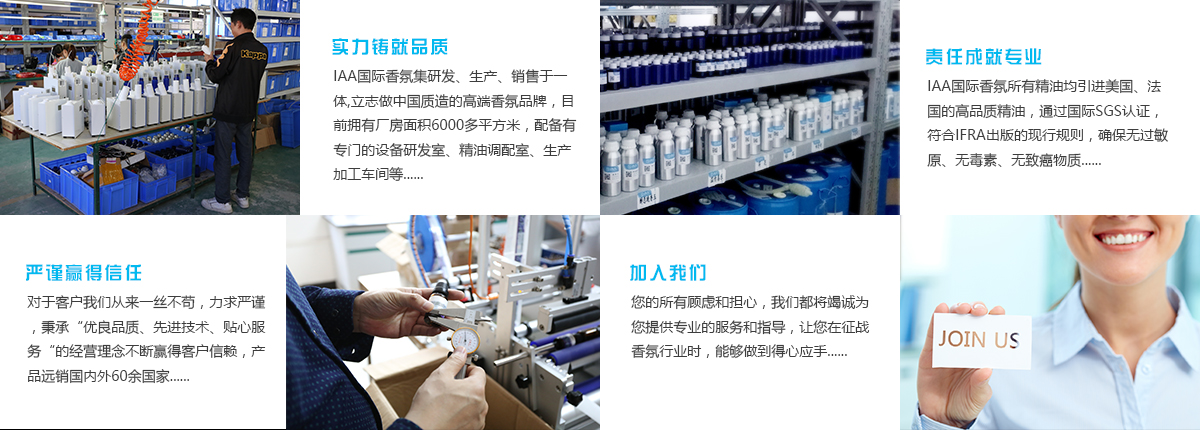 实力铸就品质
IAA国际香氛集研发、生产、销售于一
体,立志做中国质造的高端香氛品牌，目
前拥有厂房面积6000多平方米，配备有
专门的设备研发室、精油调配室、生产
加工车间等......
Kappa
责任成就专业
IAA国际香氛所有精油均引进美国、法
国的高品质精油，通过国际SGS认证，
符合IFRA出版的现行规则，确保无过敏
原、无毒素、无致癌物质......
严谨赢得信任
对于客户我们从来一丝不苟，力求严谨
，秉承“优良品质、先进技术、贴心服
务“的经营理念不断赢得客户信赖，产
品远销国内外60余国家......
加入我们
您的所有顾虑和担心，我们都将竭诚为
您提供专业的服务和指导，让您在征战
香氛行业时，能够做到得心应手......
JOIN US